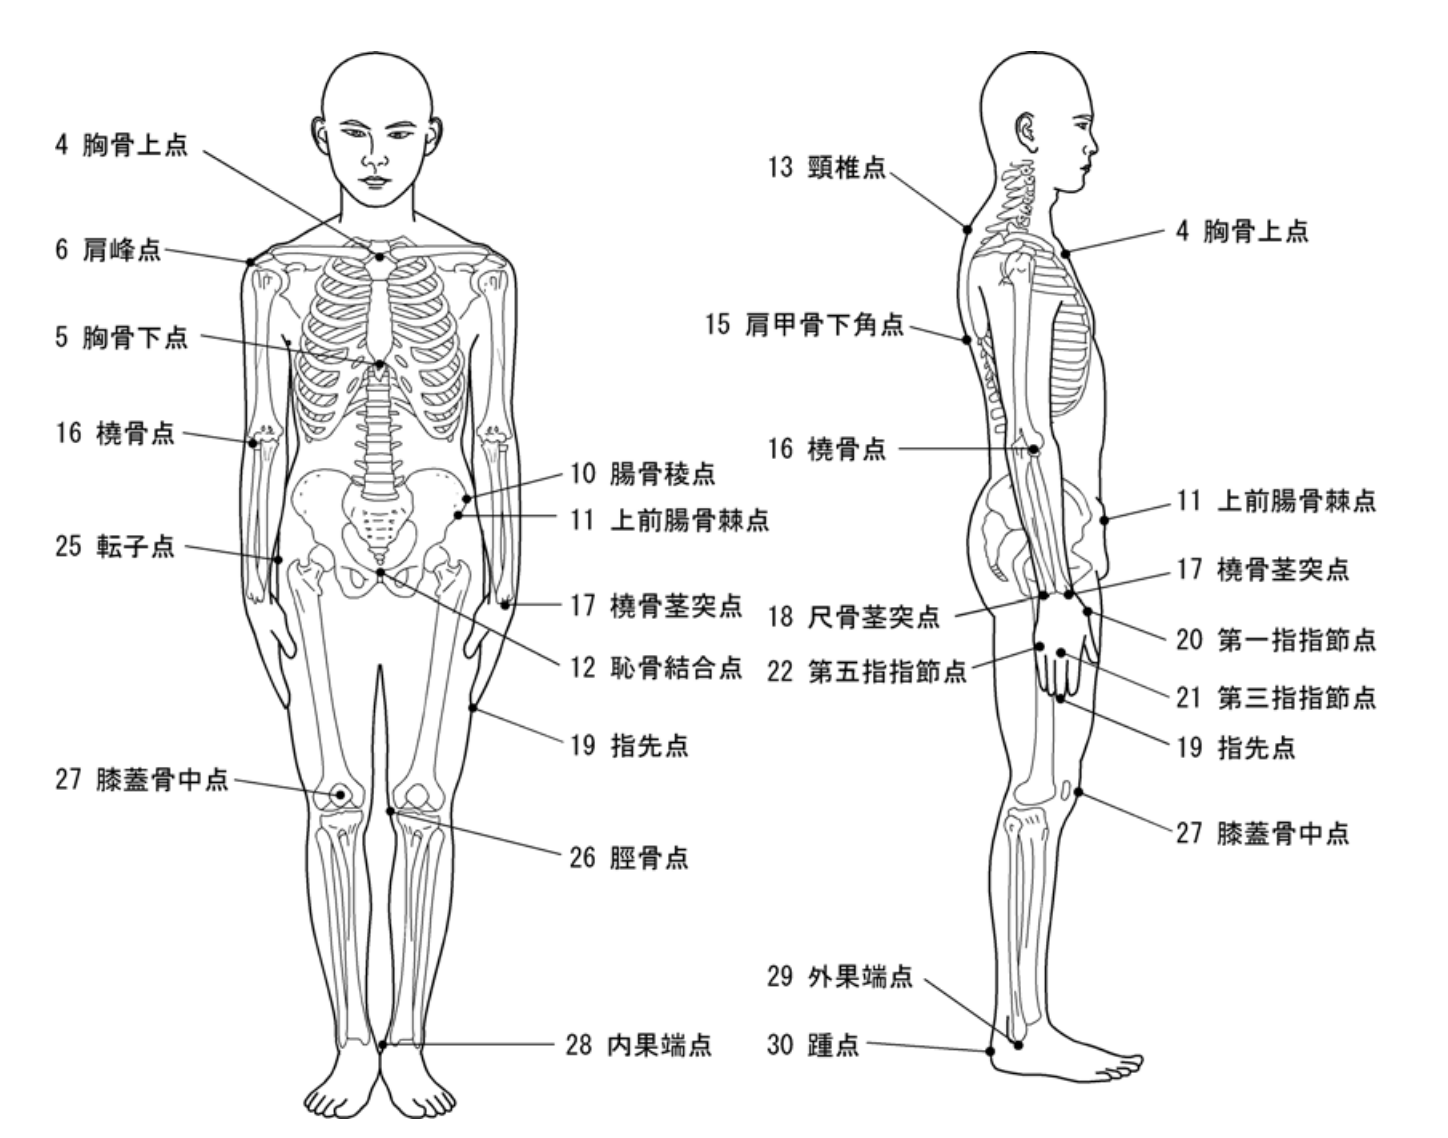 4 胸骨上点
6 肩峰点
5 胸骨下点
16 橈骨点
10 腸骨稜点
11 上前腸骨棘点
25 転子点
17 橈骨茎突点
12 恥骨結合点
19 指先点
27 膝蓋骨中点
26 脛骨点
28 内果端点
13 頸椎点
4 胸骨上点
15 肩甲骨下角点
16 橈骨点
11 上前腸骨棘点
17 橈骨茎突点
18 尺骨茎突点
20 第一指指節点
22 第五指指節点
21 第三指指節点
19 指先点
27 膝蓋骨中点
29 外果端点
30 踵点